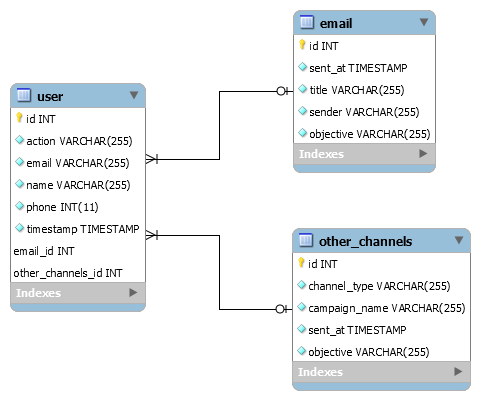 email
id INT
sent_at TIMESTAMP
title VARCHAR(255)
sender VARCHAR(255)
objective VARCHAR(255)
Indexes
user
id INT
action VARCHAR(255)
email VARCHAR(255)
name VARCHAR(255)
phone INT(11)
timestamp TIMESTAMP
email_id INT
other_channels_id INT
Indexes
other_channels
id INT
channel_type VARCHAR(255)
campaign_name VARCHAR(255)
sent_at TIMESTAMP
objective VARCHAR(255)
Indexes